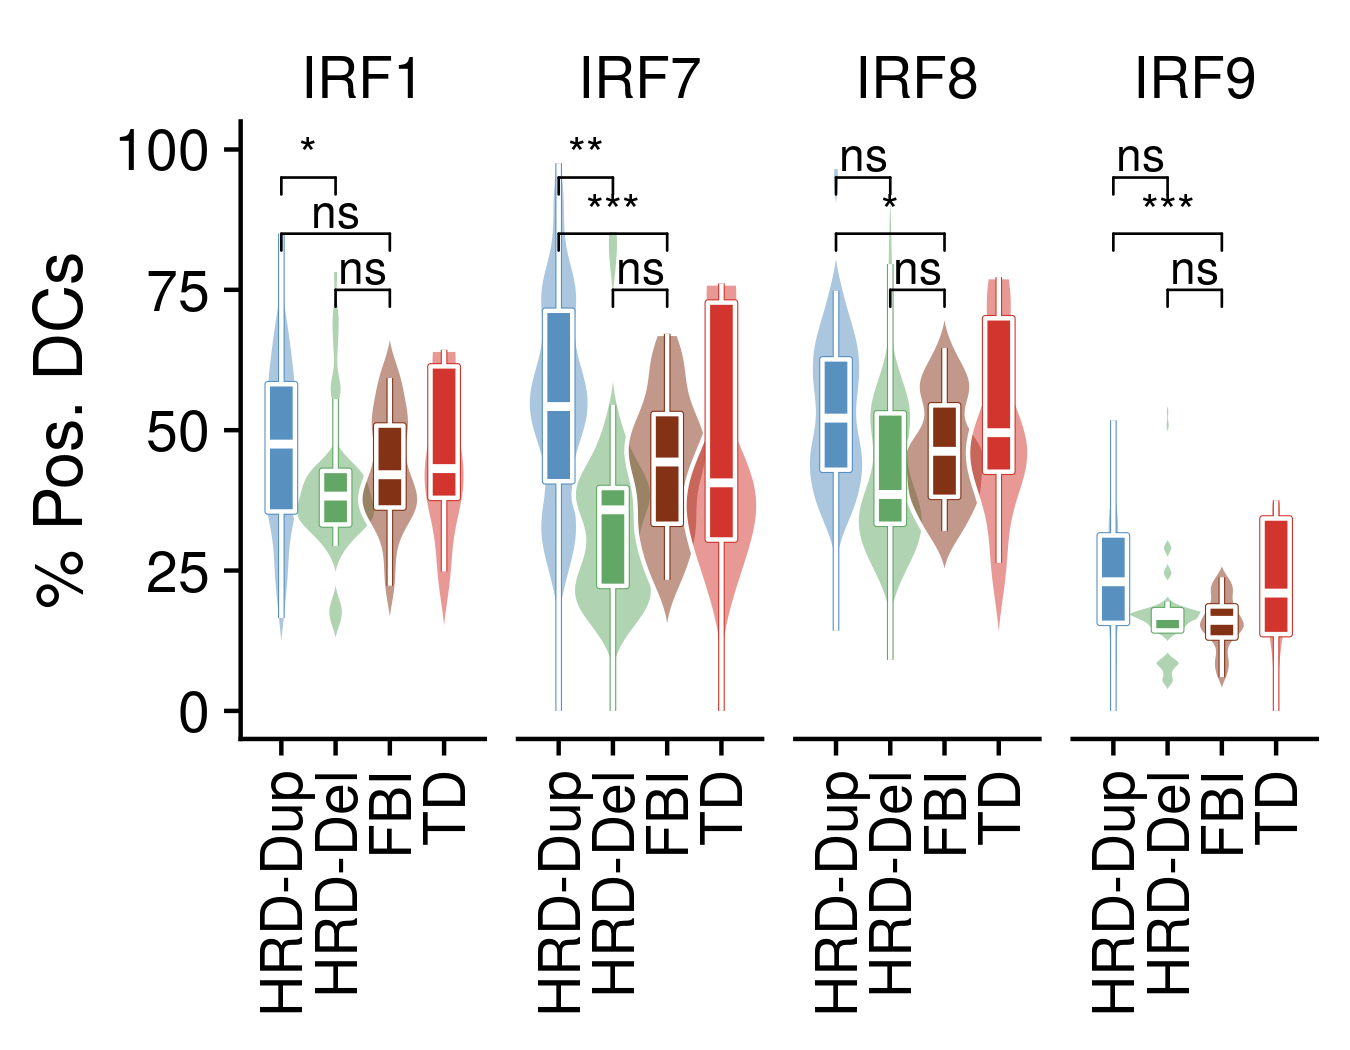 IRF1 IRF7 IRF8 IRF9
% Pos. DCs
100
75
50
25
0
* ns ns
** *** ns
ns * ns
ns *** ns
HRD-Dup HRD-Del FBI TD
HRD-Dup HRD-Del FBI TD
HRD-Dup HRD-Del FBI TD
HRD-Dup HRD-Del FBI TD